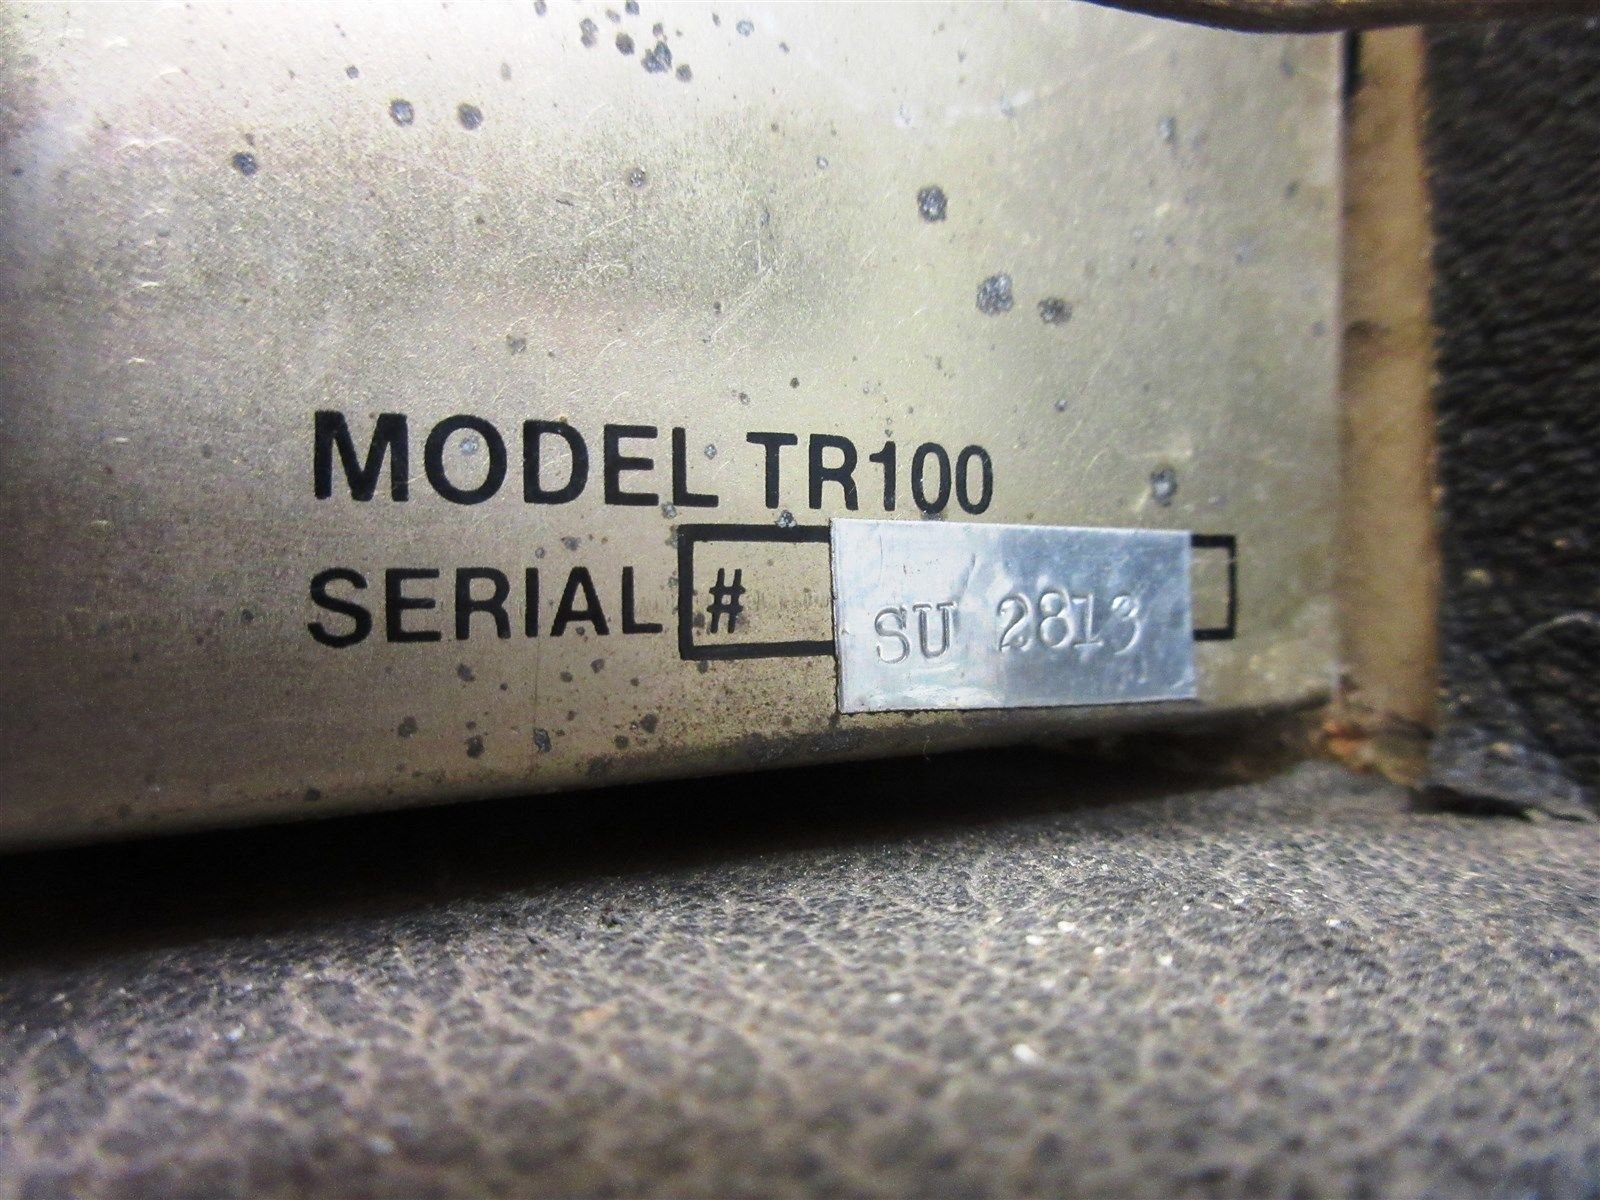 MODEL TR100
SERIAL # SU 2813